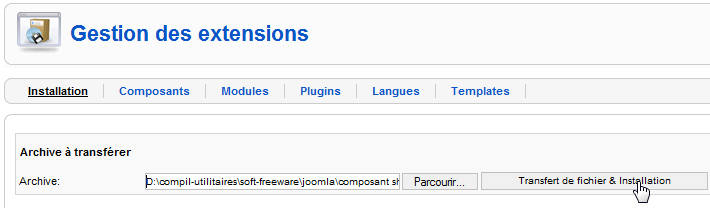 Gestion des extensions
Installation Composants Modules Plugins Langues Templates
Archive à transférer
Archive: D:\compil-utilitaires\soft-freeware\joomla\composant sh Parcourir... Transfert de fichier & Installation